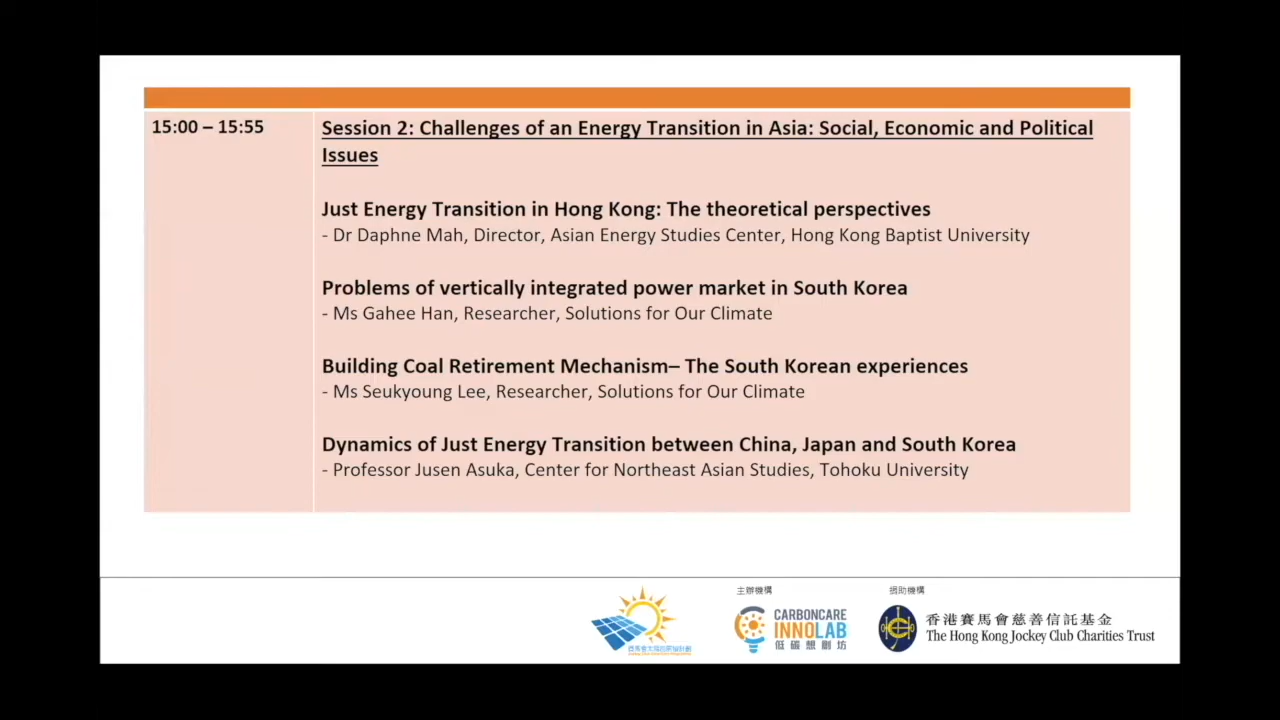 15:00 – 15:55
Session 2: Challenges of an Energy Transition in Asia: Social, Economic and Political
Issues
Just Energy Transition in Hong Kong: The theoretical perspectives
- Dr Daphne Mah, Director, Asian Energy Studies Center, Hong Kong Baptist University
Problems of vertically integrated power market in South Korea
- Ms Gahee Han, Researcher, Solutions for Our Climate
Building Coal Retirement Mechanism– The South Korean experiences
- Ms Seukyoung Lee, Researcher, Solutions for Our Climate
Dynamics of Just Energy Transition between China, Japan and South Korea
- Professor Jusen Asuka, Center for Northeast Asian Studies, Tohoku University
主辦機構
CARBONCARE
INNOLAB
低碳想創坊
捐助機構
香港賽馬會慈善信託基金
The Hong Kong Jockey Club Charities Trust